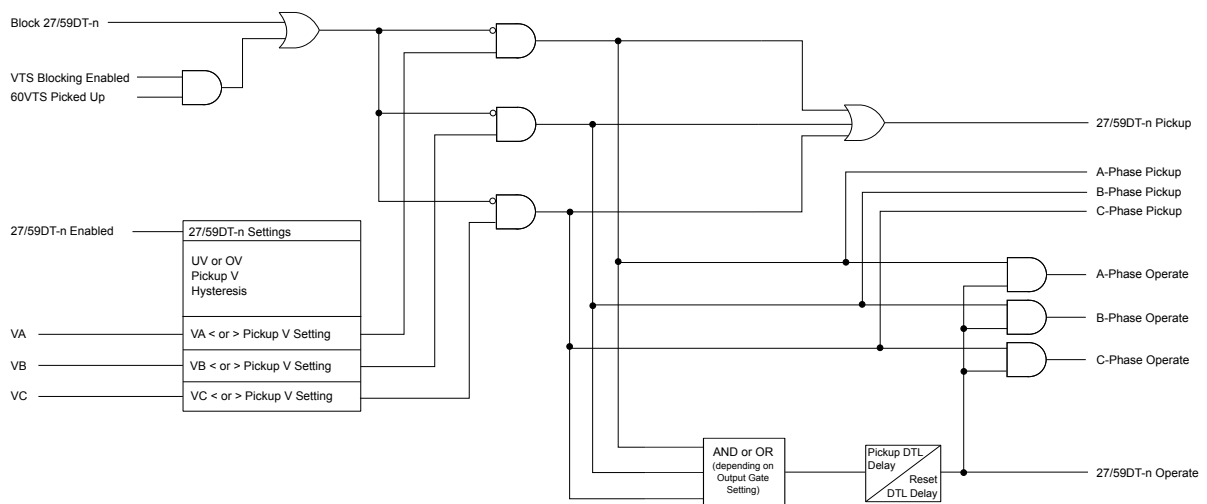 Block 27/59DT-n
VTS Blocking Enabled
60VTS Picked Up
27/59DT-n Pickup
A-Phase Pickup
B-Phase Pickup
C-Phase Pickup
27/59DT-n Enabled
27/59DT-n Settings
UV or OV
Pickup V
Hysteresis
A-Phase Operate
B-Phase Operate
C-Phase Operate
VA
VA < or > Pickup V Setting
VB
VB < or > Pickup V Setting
VC
VC < or > Pickup V Setting
AND or OR
(depending on
Output Gate
Setting)
Pickup DTL
Delay
Reset
DTL Delay
27/59DT-n Operate